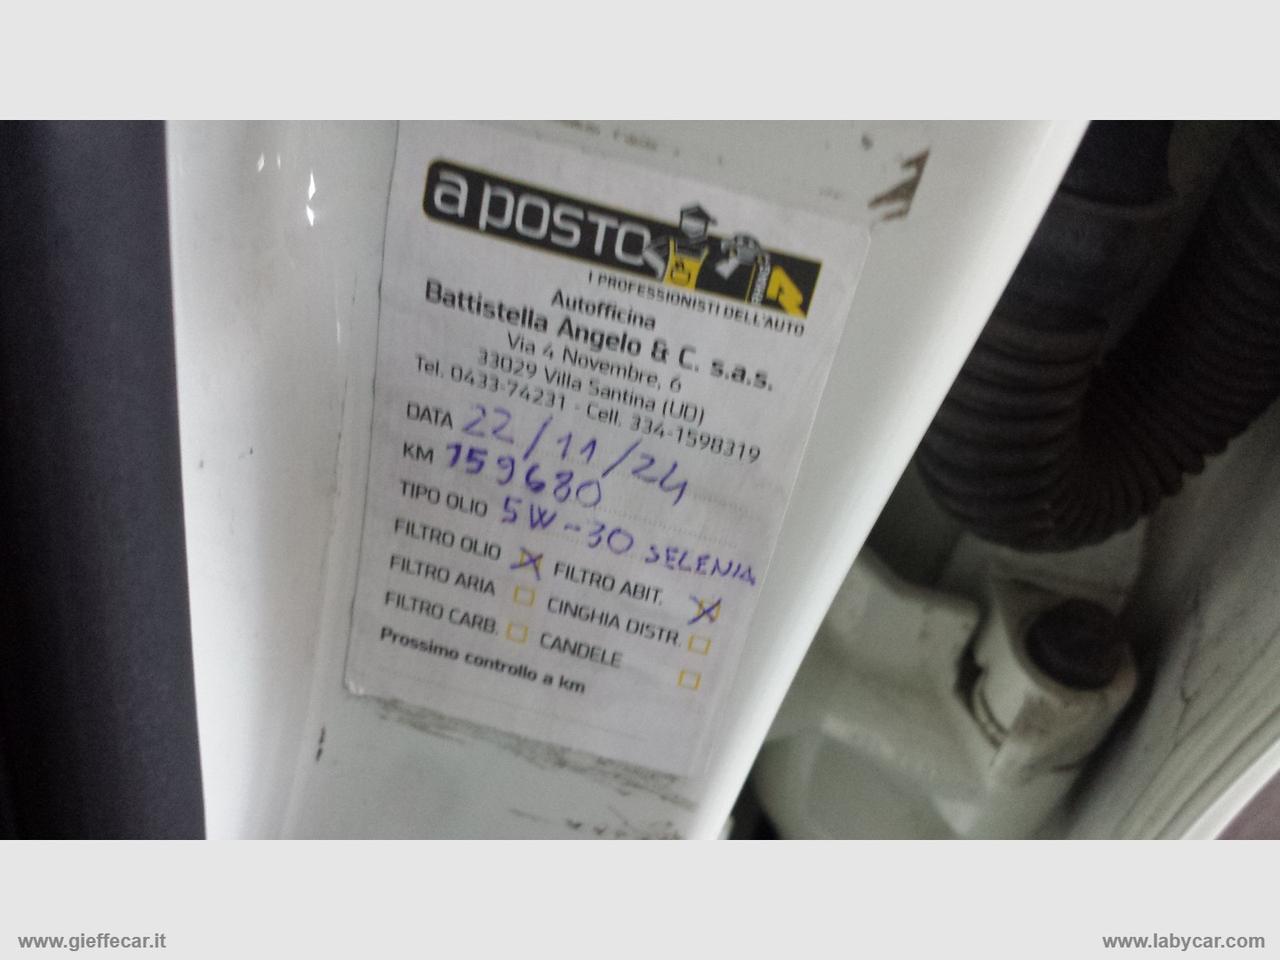 a posto
I PROFESSIONISTI DELL'AUTO
Autofficina
Battistella Angelo & C. s.a.s.
Via 4 Novembre, 6
33029 Villa Santina (UD)
Tel. 0433-74231 - Cell. 334-1598319
DATA 22/11/24
KM 159680
TIPO OLIO 5W-30 SELENIA
FILTRO OLIO FILTRO ABIT.
FILTRO ARIA CINGHIA DISTR.
FILTRO CARB. CANDELE
Prossimo controllo a km
www.gieffecar.it
www.labycar.com